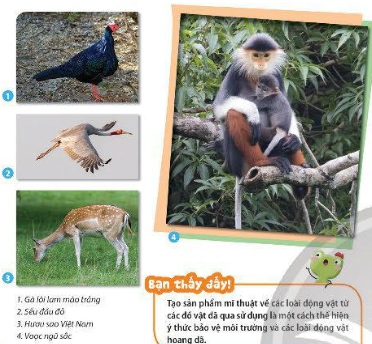 1
2
3
4
1. Gà lôi lam mào trắng
2. Sếu đầu đỏ
3. Hươu sao Việt Nam
4. Voọc ngũ sắc
Bạn thấy đấy!
Tạo sản phẩm mĩ thuật về các loài động vật từ
các đồ vật đã qua sử dụng là một cách thể hiện
ý thức bảo vệ môi trường và các loài động vật
hoang dã.